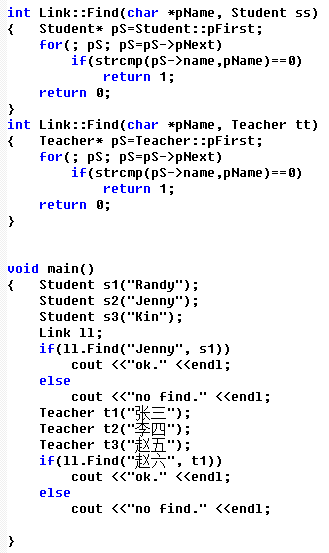 int Link::Find(char *pName, Student ss)
{   Student* pS=Student::pFirst;
    for(; pS; pS=pS->pNext)
        if(strcmp(pS->name,pName)==0)
            return 1;
    return 0;
}
int Link::Find(char *pName, Teacher tt)
{   Teacher* pS=Teacher::pFirst;
    for(; pS; pS=pS->pNext)
        if(strcmp(pS->name,pName)==0)
            return 1;
    return 0;
}
void main()
{   Student s1("Randy");
    Student s2("Jenny");
    Student s3("Kin");
    Link ll;
    if(ll.Find("Jenny", s1))
        cout <<"ok." <<endl;
    else
        cout <<"no find." <<endl;
    Teacher t1("张三");
    Teacher t2("李四");
    Teacher t3("赵五");
    if(ll.Find("赵六", t1))
        cout <<"ok." <<endl;
    else
        cout <<"no find." <<endl;
}